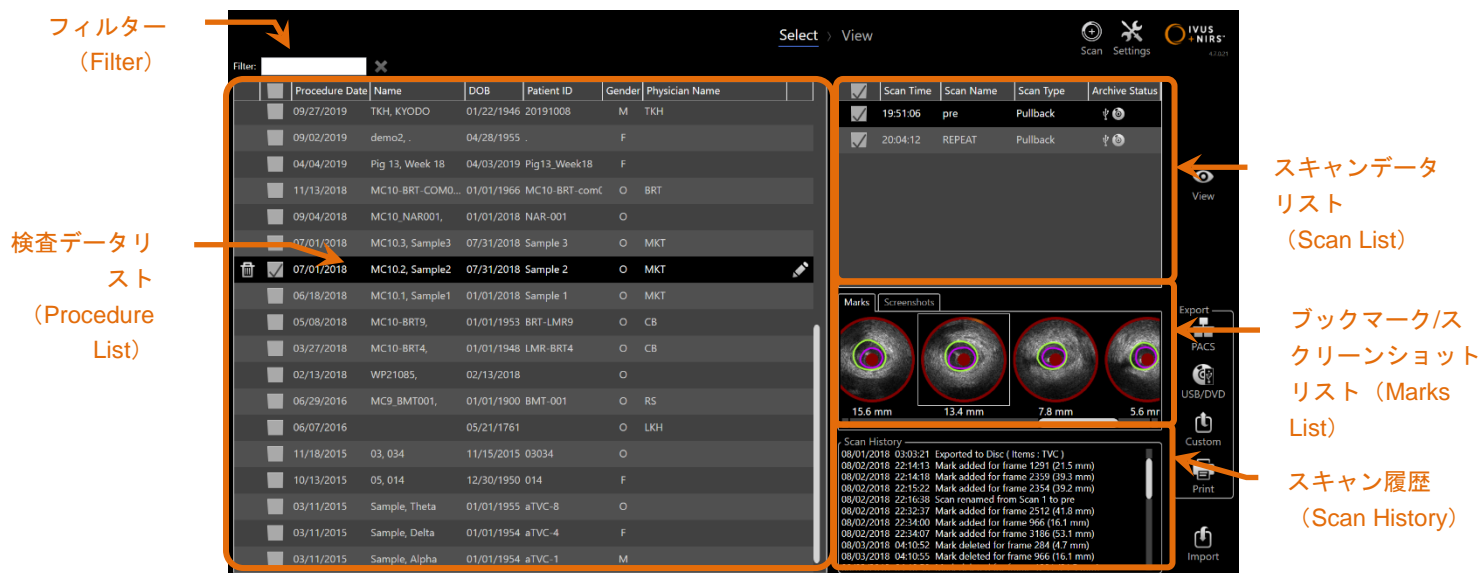 フィルター
（Filter）
Select 〉 View
Scan
Settings
IVUS
+NIRS
Filter:
Procedure Date Name DOB Patient ID Gender Physician Name
09/27/2019 TKH, KYODO 01/22/1946 20191008 M TKH
09/02/2019 demo2, . 04/28/1955 . F
04/04/2019 Pig 13, Week 18 04/03/2019 Pig13_Week18 F
11/13/2018 MC10-BRT-COM0... 01/01/1966 MC10-BRT-com( O BRT
09/04/2018 MC10_NAR001, 01/01/2018 NAR-001 O
07/01/2018 MC10.3, Sample3 07/31/2018 Sample 3 O MKT
07/01/2018 MC10.2, Sample2 07/31/2018 Sample 2 O MKT
06/18/2018 MC10.1, Sample1 01/01/2018 Sample 1 O MKT
05/08/2018 MC10-BRT9, 01/01/1953 BRT-LMR9 O CB
03/27/2018 MC10-BRT4, 01/01/1948 LMR-BRT4 O CB
02/13/2018 WP21085, 02/13/2018 O
06/29/2016 MC9_BMT001, 01/01/1900 BMT-001 O RS
06/07/2016 05/21/1761 O LKH
11/18/2015 03, 034 11/15/2015 03034 O
10/13/2015 05, 014 12/30/1950 014 F
03/11/2015 Sample, Theta 01/01/1955 aTVC-8 O
03/11/2015 Sample, Delta 01/01/1954 aTVC-4 F
03/11/2015 Sample, Alpha 01/01/1954 aTVC-1 M
検査データリ
スト
（Procedure
List）
Scan Time Scan Name Scan Type Archive Status
19:51:06 pre Pullback
20:04:12 REPEAT Pullback
View
スキャンデータ
リスト
（Scan List）
Marks Screenshots
15.6 mm 13.4 mm 7.8 mm 5.6 mr
Export
PACS
USB/DVD
Custom
Print
Import
ブックマーク/ス
クリーンショット
リスト（Marks
List）
Scan History
08/01/2018 03:03:21 Exported to Disc ( Items : TVC )
08/02/2018 22:14:13 Mark added for frame 1291 (21.5 mm)
08/02/2018 22:14:18 Mark added for frame 2359 (39.3 mm)
08/02/2018 22:15:22 Mark added for frame 2354 (39.2 mm)
08/02/2018 22:16:38 Scan renamed from Scan 1 to pre
08/02/2018 22:32:37 Mark added for frame 2512 (41.8 mm)
08/02/2018 22:34:00 Mark added for frame 966 (16.1 mm)
08/02/2018 22:34:07 Mark added for frame 3186 (53.1 mm)
08/03/2018 04:10:52 Mark deleted for frame 284 (4.7 mm)
08/03/2018 04:10:55 Mark deleted for frame 966 (16.1 mm)
スキャン履歴
（Scan History）